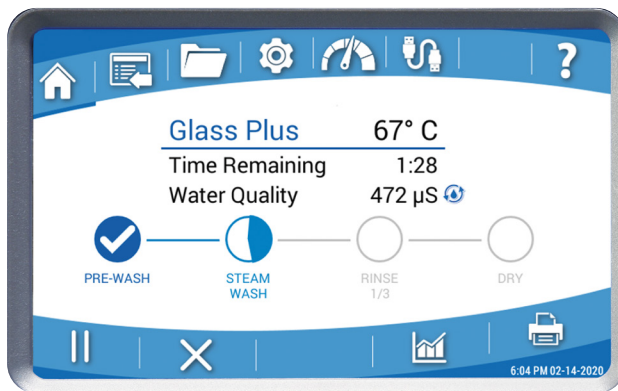 ?
Glass Plus 67° C
Time Remaining 1:28
Water Quality 472 µS
PRE-WASH
STEAM
WASH
RINSE
1/3
DRY
6:04 PM 02-14-2020